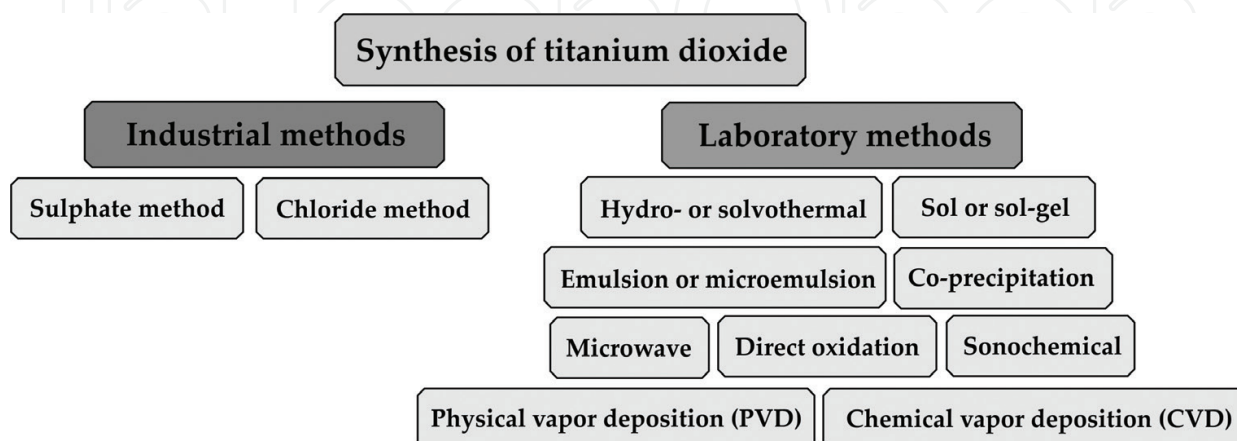 Synthesis of titanium dioxide
Industrial methods
Laboratory methods
Sulphate method
Chloride method
Hydro- or solvothermal
Sol or sol-gel
Emulsion or microemulsion
Co-precipitation
Microwave
Direct oxidation
Sonochemical
Physical vapor deposition (PVD)
Chemical vapor deposition (CVD)